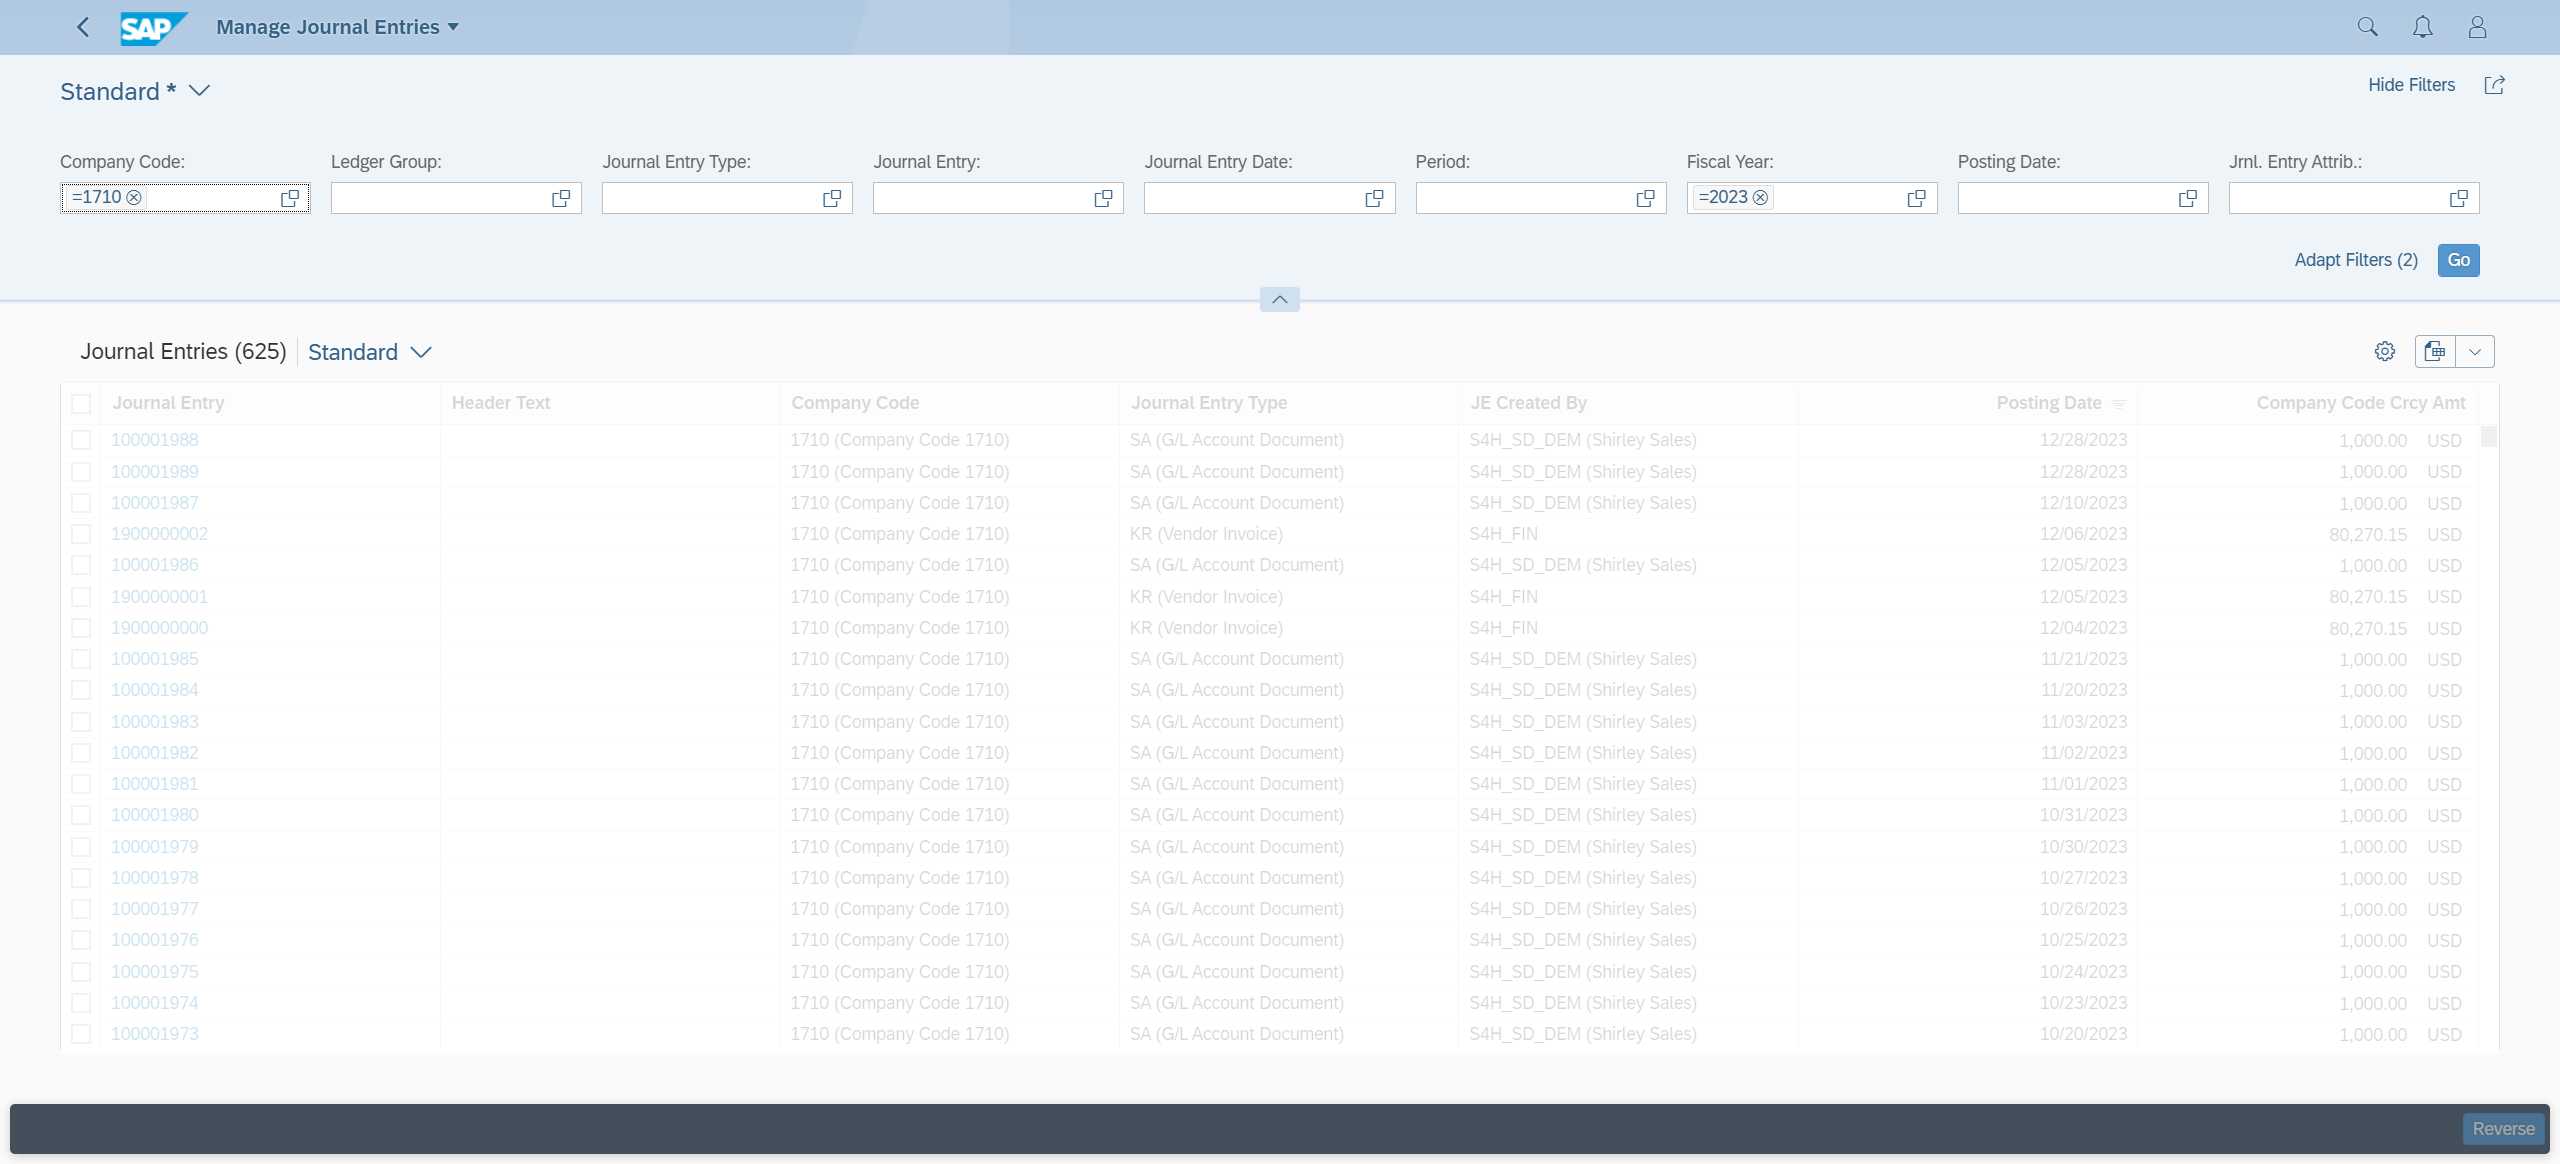 SAP Manage Journal Entries
Standard *
Hide Filters
Company Code: Ledger Group: Journal Entry Type: Journal Entry: Journal Entry Date: Period: Fiscal Year: Posting Date: Jrnl. Entry Attrib.:
=1710 =2023
Adapt Filters (2) Go
Journal Entries (625) Standard
Journal Entry Header Text Company Code Journal Entry Type JE Created By Posting Date Company Code Crcy Amt
100001988 1710 (Company Code 1710) SA (G/L Account Document) S4H_SD_DEM (Shirley Sales) 12/28/2023 1,000.00 USD
100001989 1710 (Company Code 1710) SA (G/L Account Document) S4H_SD_DEM (Shirley Sales) 12/28/2023 1,000.00 USD
100001987 1710 (Company Code 1710) SA (G/L Account Document) S4H_SD_DEM (Shirley Sales) 12/10/2023 1,000.00 USD
1900000002 1710 (Company Code 1710) KR (Vendor Invoice) S4H_FIN 12/06/2023 80,270.15 USD
100001986 1710 (Company Code 1710) SA (G/L Account Document) S4H_SD_DEM (Shirley Sales) 12/05/2023 1,000.00 USD
1900000001 1710 (Company Code 1710) KR (Vendor Invoice) S4H_FIN 12/05/2023 80,270.15 USD
1900000000 1710 (Company Code 1710) KR (Vendor Invoice) S4H_FIN 12/04/2023 80,270.15 USD
100001985 1710 (Company Code 1710) SA (G/L Account Document) S4H_SD_DEM (Shirley Sales) 11/21/2023 1,000.00 USD
100001984 1710 (Company Code 1710) SA (G/L Account Document) S4H_SD_DEM (Shirley Sales) 11/20/2023 1,000.00 USD
100001983 1710 (Company Code 1710) SA (G/L Account Document) S4H_SD_DEM (Shirley Sales) 11/03/2023 1,000.00 USD
100001982 1710 (Company Code 1710) SA (G/L Account Document) S4H_SD_DEM (Shirley Sales) 11/02/2023 1,000.00 USD
100001981 1710 (Company Code 1710) SA (G/L Account Document) S4H_SD_DEM (Shirley Sales) 11/01/2023 1,000.00 USD
100001980 1710 (Company Code 1710) SA (G/L Account Document) S4H_SD_DEM (Shirley Sales) 10/31/2023 1,000.00 USD
100001979 1710 (Company Code 1710) SA (G/L Account Document) S4H_SD_DEM (Shirley Sales) 10/30/2023 1,000.00 USD
100001978 1710 (Company Code 1710) SA (G/L Account Document) S4H_SD_DEM (Shirley Sales) 10/27/2023 1,000.00 USD
100001977 1710 (Company Code 1710) SA (G/L Account Document) S4H_SD_DEM (Shirley Sales) 10/26/2023 1,000.00 USD
100001976 1710 (Company Code 1710) SA (G/L Account Document) S4H_SD_DEM (Shirley Sales) 10/25/2023 1,000.00 USD
100001975 1710 (Company Code 1710) SA (G/L Account Document) S4H_SD_DEM (Shirley Sales) 10/24/2023 1,000.00 USD
100001974 1710 (Company Code 1710) SA (G/L Account Document) S4H_SD_DEM (Shirley Sales) 10/23/2023 1,000.00 USD
100001973 1710 (Company Code 1710) SA (G/L Account Document) S4H_SD_DEM (Shirley Sales) 10/20/2023 1,000.00 USD
Reverse